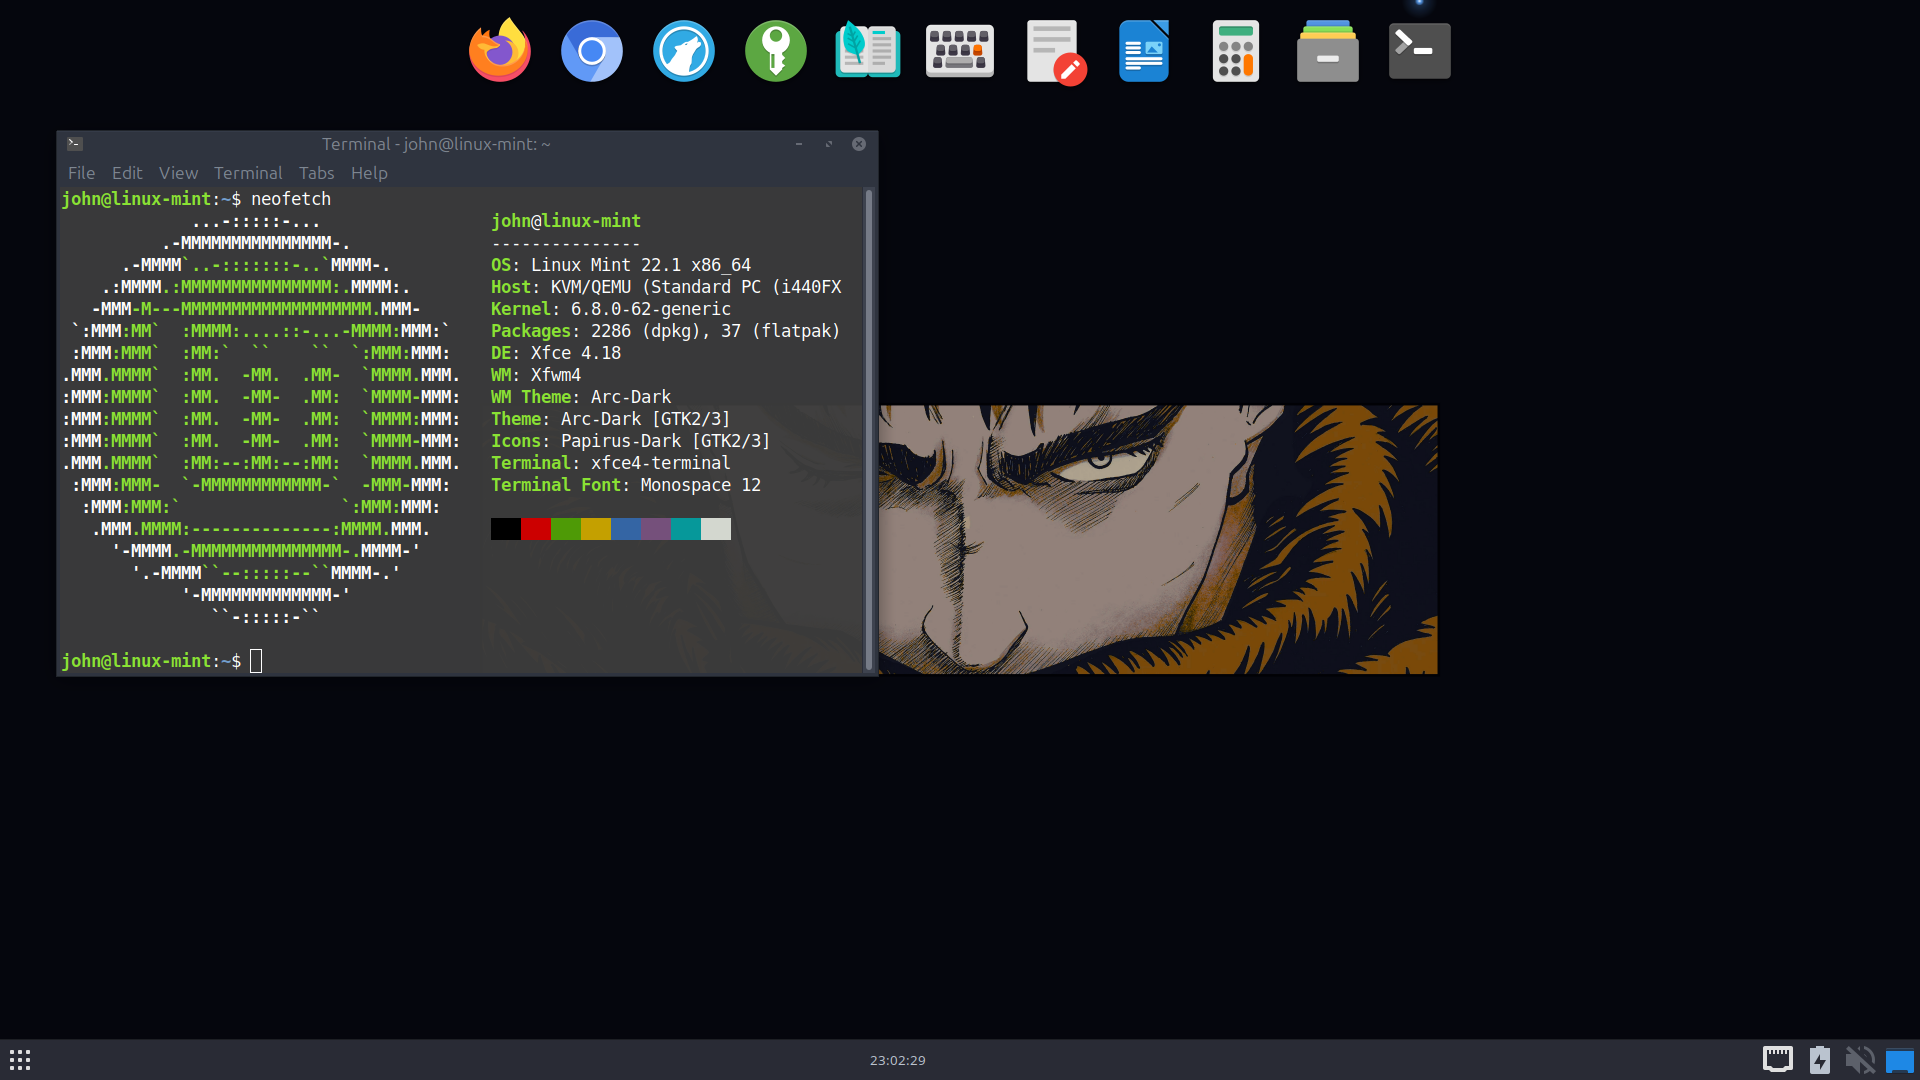 Terminal - john@linux-mint: ~
File Edit View Terminal Tabs Help
john@linux-mint:~$ neofetch
...-:::::-...
john@linux-mint
.-MMMMMMMMMMMMMMM-.
---------------
.-MMMM`..-:::::::-..`MMMM-.
OS: Linux Mint 22.1 x86_64
.:MMMM.:MMMMMMMMMMMMMMM:.MMMM:.
Host: KVM/QEMU (Standard PC (i440FX
-MMM-M---MMMMMMMMMMMMMMMMMMM.MMM-
Kernel: 6.8.0-62-generic
`:MMM:MM`  :MMMM:....::-...-MMMM:MMM:`
Packages: 2286 (dpkg), 37 (flatpak)
:MMM:MMM`  :MM:`  ``    ``  `:MMM:MMM:
DE: Xfce 4.18
.MMM.MMMM`  :MM.  -MM.  .MM-  `MMMM.MMM.
WM: Xfwm4
:MMM:MMMM`  :MM.  -MM-  .MM:  `MMMM-MMM:
WM Theme: Arc-Dark
:MMM:MMMM`  :MM.  -MM-  .MM:  `MMMM:MMM:
Theme: Arc-Dark [GTK2/3]
:MMM:MMMM`  :MM.  -MM-  .MM:  `MMMM-MMM:
Icons: Papirus-Dark [GTK2/3]
.MMM.MMMM`  :MM:--:MM:--:MM:  `MMMM.MMM.
Terminal: xfce4-terminal
:MMM:MMM-  `-MMMMMMMMMMMM-`  -MMM-MMM:
Terminal Font: Monospace 12
:MMM:MMM:`                `:MMM:MMM:
.MMM.MMMM:--------------:MMMM.MMM.
'-MMMM.-MMMMMMMMMMMMMMM-.MMMM-'
'.-MMMM``--:::::--``MMMM-.'
'-MMMMMMMMMMMMM-'
``-:::::-``
john@linux-mint:~$
23:02:29